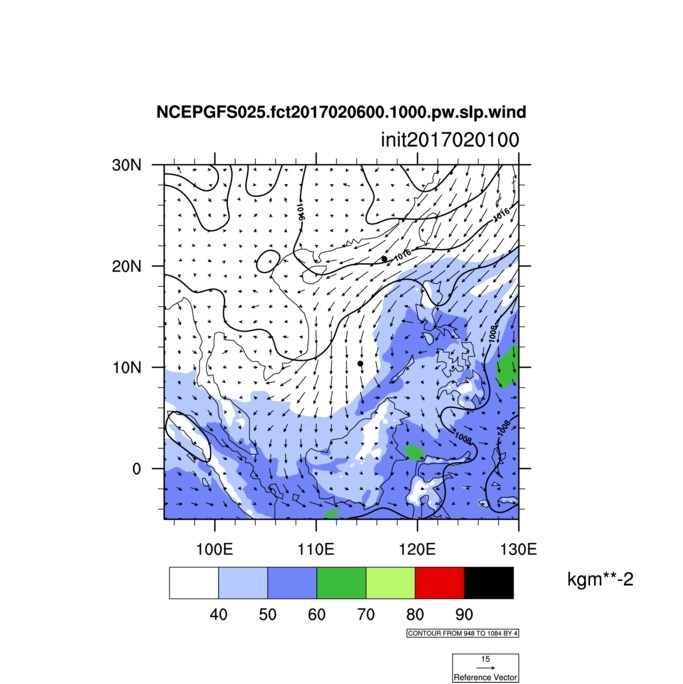 NCEPGFS025.fct2017020600.1000.pw.slp.wind
init2017020100
30N
20N
10N
0
100E 110E 120E 130E
1016
1016
1016
1008
1008
1008
40 50 60 70 80 90
kgm**-2
CONTOUR FROM 948 TO 1084 BY 4
15
Reference Vector